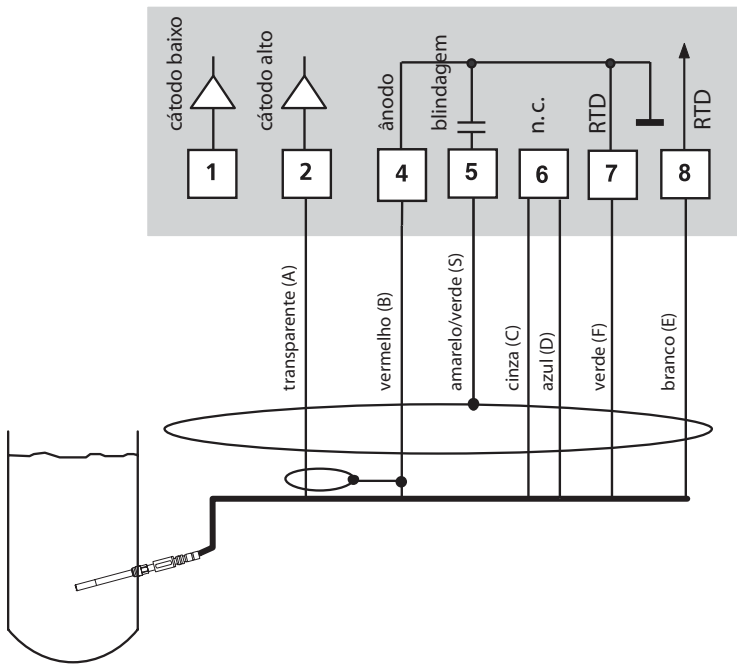 cátodo baixo
cátodo alto
ânodo
blindagem
n. c.
RTD
RTD
1
2
4
5
6
7
8
transparente (A)
vermelho (B)
amarelo/verde (S)
cinza (C)
azul (D)
verde (F)
branco (E)